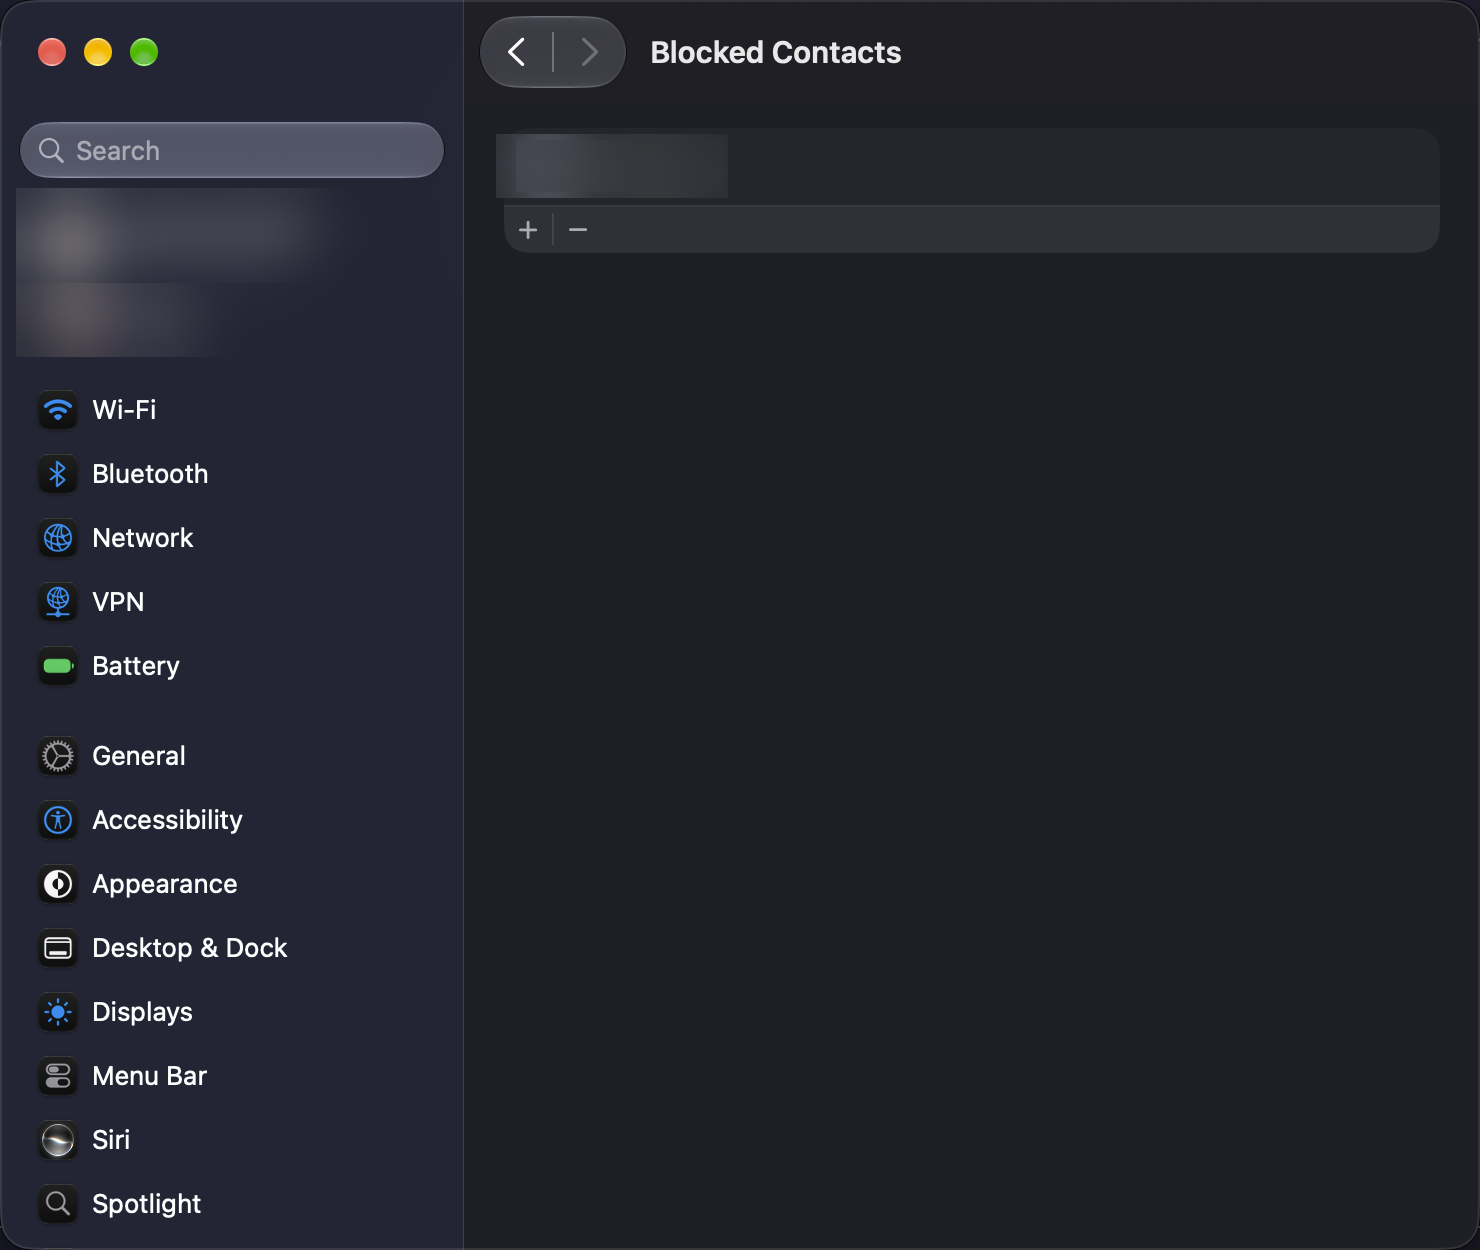 Blocked Contacts
Search
Wi-Fi
Bluetooth
Network
VPN
Battery
General
Accessibility
Appearance
Desktop & Dock
Displays
Menu Bar
Siri
Spotlight